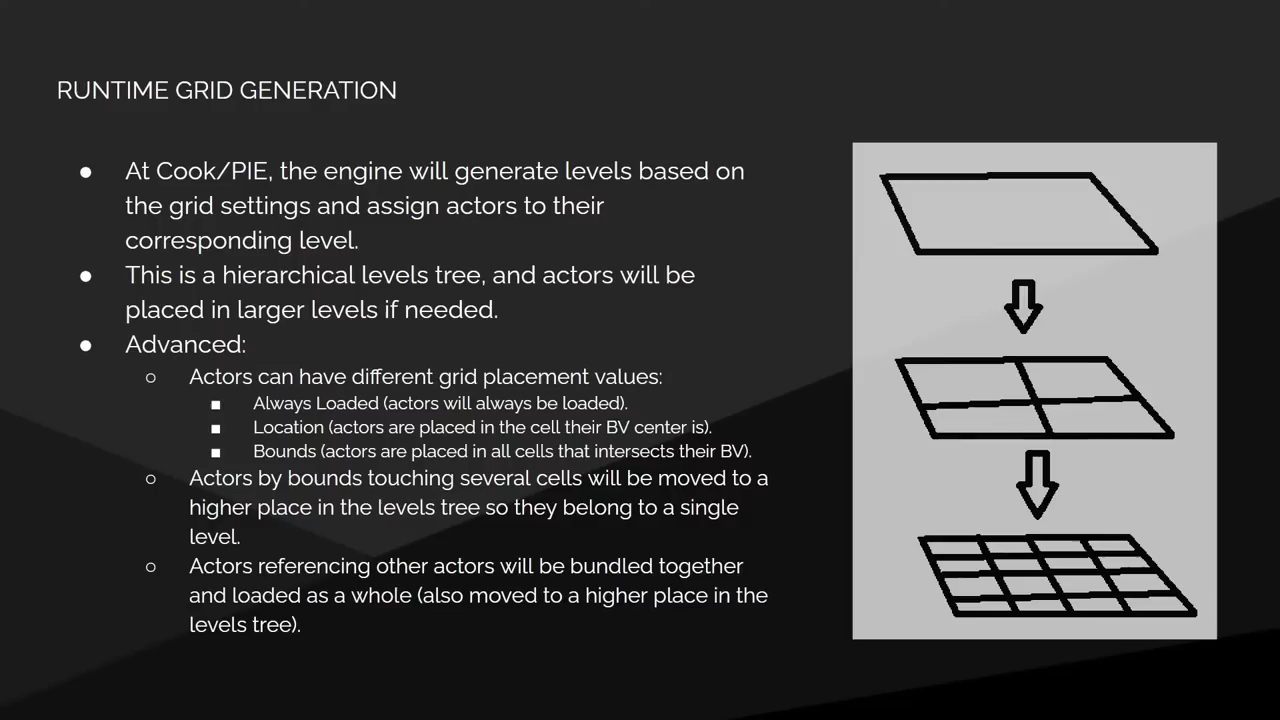 RUNTIME GRID GENERATION
● At Cook/PIE, the engine will generate levels based on
the grid settings and assign actors to their
corresponding level.
● This is a hierarchical levels tree, and actors will be
placed in larger levels if needed.
● Advanced:
○ Actors can have different grid placement values:
■ Always Loaded (actors will always be loaded).
■ Location (actors are placed in the cell their BV center is).
■ Bounds (actors are placed in all cells that intersects their BV).
○ Actors by bounds touching several cells will be moved to a
higher place in the levels tree so they belong to a single
level.
○ Actors referencing other actors will be bundled together
and loaded as a whole (also moved to a higher place in the
levels tree).